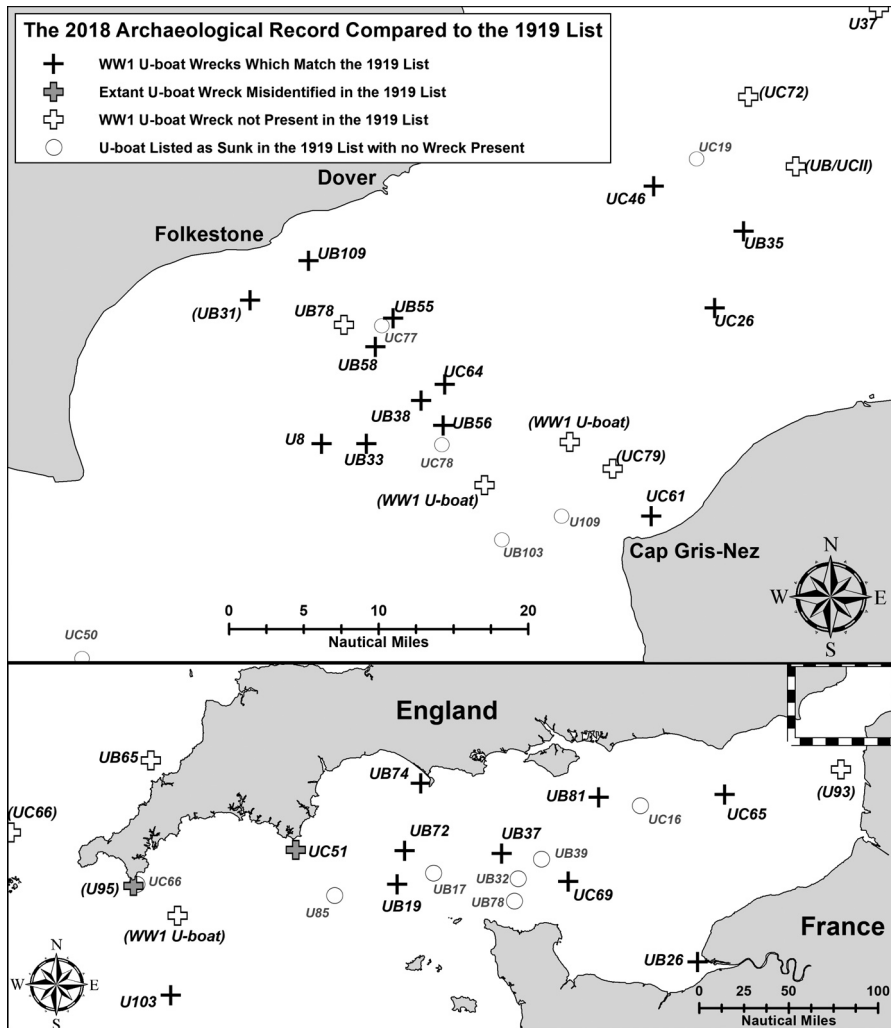 The 2018 Archaeological Record Compared to the 1919 List
WW1 U-boat Wrecks Which Match the 1919 List
Extant U-boat Wreck Misidentified in the 1919 List
WW1 U-boat Wreck not Present in the 1919 List
U-boat Listed as Sunk in the 1919 List with no Wreck Present
U37
(UC72)
UC19
(UB/UCII)
Dover
UC46
Folkestone
UB35
UB109
(UB31)
UB78
UB55
UC26
UC77
UB58
UC64
UB38
UB56
(WW1 U-boat)
U8
UB33
UC78
(UC79)
(WW1 U-boat)
UC61
U109
UB103
Cap Gris-Nez
N
W
E
S
0
5
10
20
Nautical Miles
UC50
England
UB65
UB74
UB81
UC65
(U93)
(UC66)
UC16
UC51
UB72
UB37
UB39
(U95)
UC66
UB17
UB32
U85
UB19
UB78
UC69
(WW1 U-boat)
France
UB26
N
W
E
S
U103
0
25
50
100
Nautical Miles